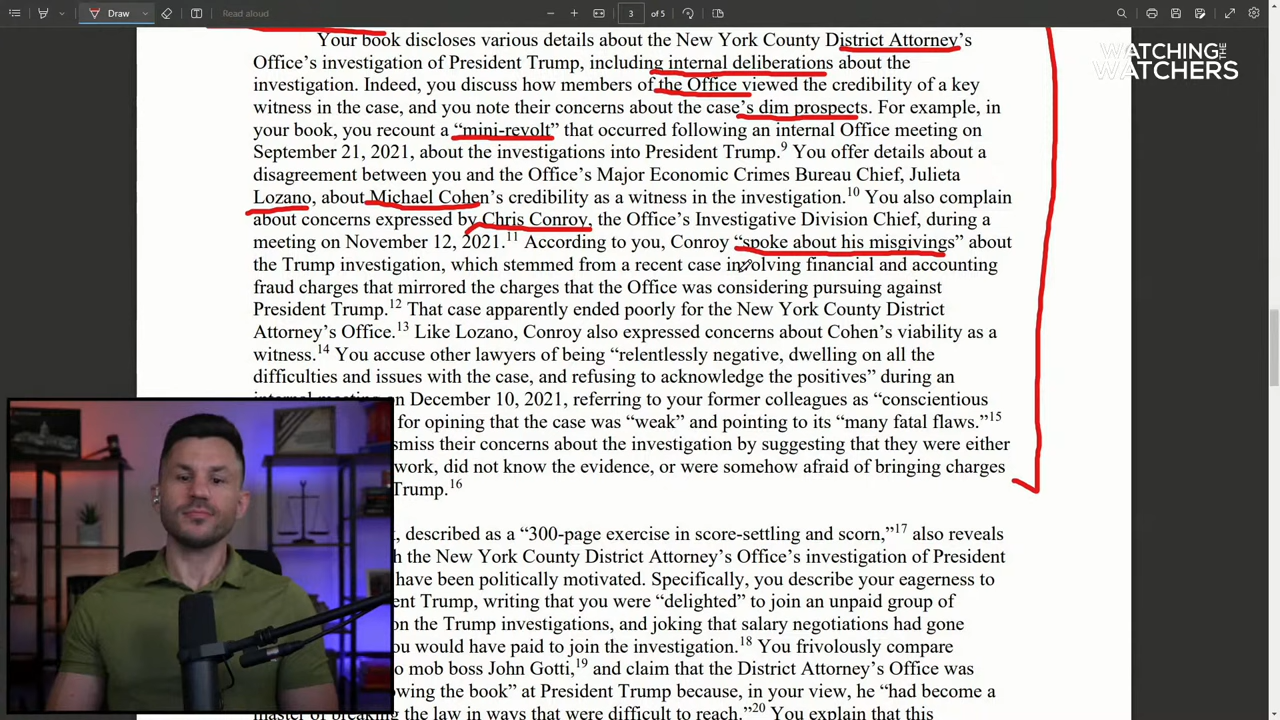 Draw
Read aloud
3 of 5
WATCHING THE
WATCHERS
Your book discloses various details about the New York County District Attorney’s
Office’s investigation of President Trump, including internal deliberations about the
investigation. Indeed, you discuss how members of the Office viewed the credibility of a key
witness in the case, and you note their concerns about the case’s dim prospects. For example, in
your book, you recount a “mini-revolt” that occurred following an internal Office meeting on
September 21, 2021, about the investigations into President Trump.9 You offer details about a
disagreement between you and the Office’s Major Economic Crimes Bureau Chief, Julieta
Lozano, about Michael Cohen’s credibility as a witness in the investigation.10 You also complain
about concerns expressed by Chris Conroy, the Office’s Investigative Division Chief, during a
meeting on November 12, 2021.11 According to you, Conroy “spoke about his misgivings” about
the Trump investigation, which stemmed from a recent case involving financial and accounting
fraud charges that mirrored the charges that the Office was considering pursuing against
President Trump.12 That case apparently ended poorly for the New York County District
Attorney’s Office.13 Like Lozano, Conroy also expressed concerns about Cohen’s viability as a
witness.14 You accuse other lawyers of being “relentlessly negative, dwelling on all the
difficulties and issues with the case, and refusing to acknowledge the positives” during an
internal meeting on December 10, 2021, referring to your former colleagues as “conscientious
for opining that the case was “weak” and pointing to its “many fatal flaws.”15
smiss their concerns about the investigation by suggesting that they were either
work, did not know the evidence, or were somehow afraid of bringing charges
Trump.16
, described as a “300-page exercise in score-settling and scorn,”17 also reveals
h the New York County District Attorney’s Office’s investigation of President
have been politically motivated. Specifically, you describe your eagerness to
ent Trump, writing that you were “delighted” to join an unpaid group of
on the Trump investigations, and joking that salary negotiations had gone
you would have paid to join the investigation.18 You frivolously compare
o mob boss John Gotti,19 and claim that the District Attorney’s Office was
owing the book” at President Trump because, in your view, he “had become a
master of breaking the law in ways that were difficult to reach.”20 You explain that this